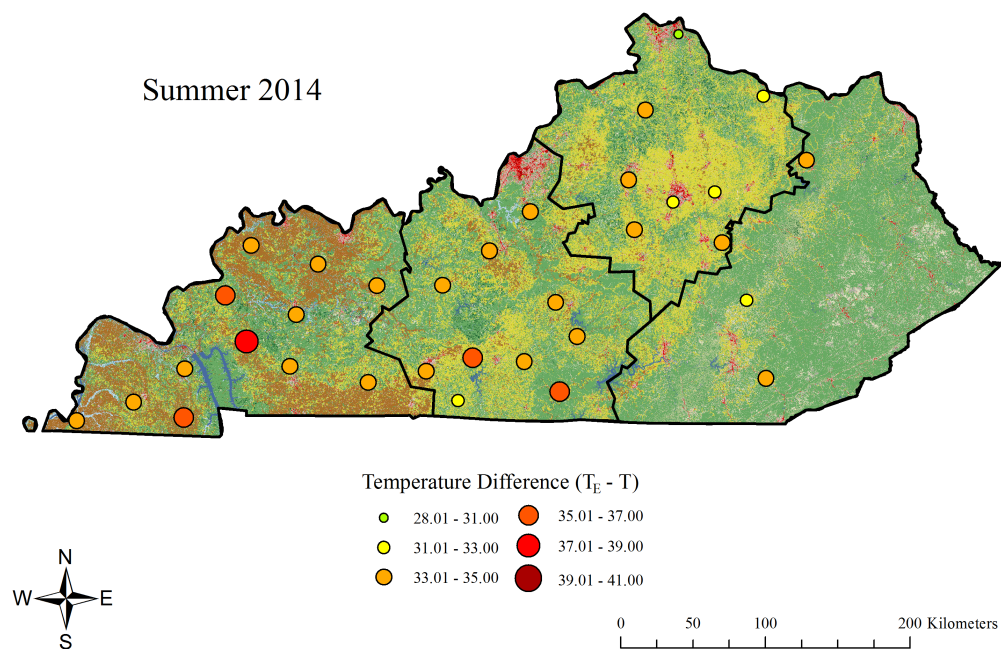 Summer 2014
Temperature Difference (TE - T)
28.01 - 31.00
31.01 - 33.00
33.01 - 35.00
35.01 - 37.00
37.01 - 39.00
39.01 - 41.00
N
W E
S
0 50 100 200 Kilometers